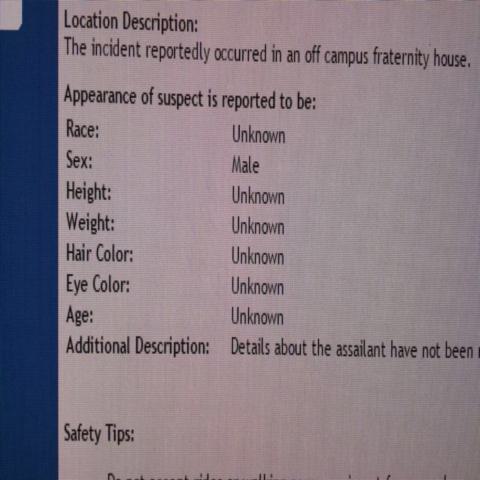 Location Description:
The incident reportedly occurred in an off campus fraternity house.
Appearance of suspect is reported to be:
Race: Unknown
Sex: Male
Height: Unknown
Weight: Unknown
Hair Color: Unknown
Eye Color: Unknown
Age: Unknown
Additional Description: Details about the assailant have not been
Safety Tips: